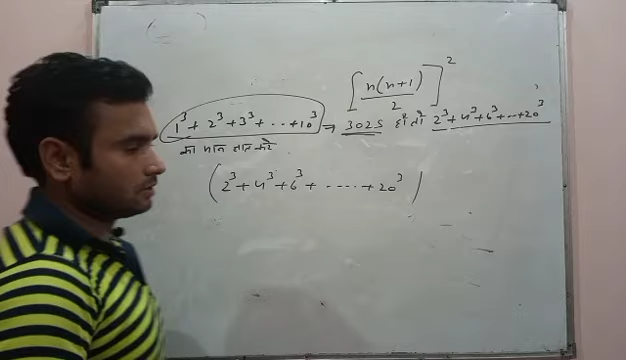 [n(n+1)/2]²
1³ + 2³ + 3³ + ... + 10³ ⇒ 3025 हो तो 2³ + 4³ + 6³ + ... + 20³
का मान ज्ञात करें
(2³ + 4³ + 6³ + ..... + 20³)